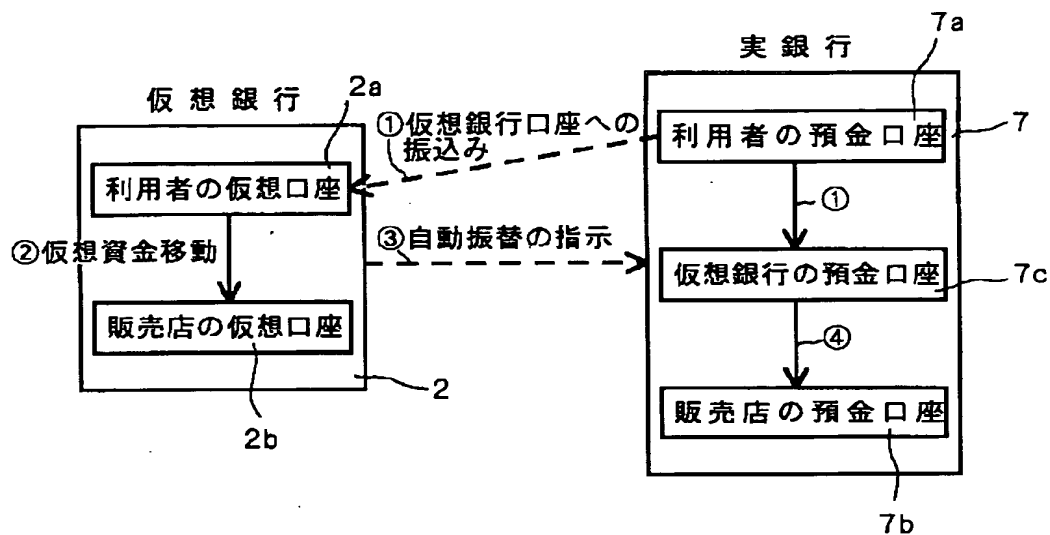 7a
実銀行
仮想銀行
2a
①仮想銀行口座への
振込み
利用者の預金口座
7
利用者の仮想口座
①
②仮想資金移動
③自動振替の指示
仮想銀行の預金口座
7c
販売店の仮想口座
④
2
販売店の預金口座
2b
7b